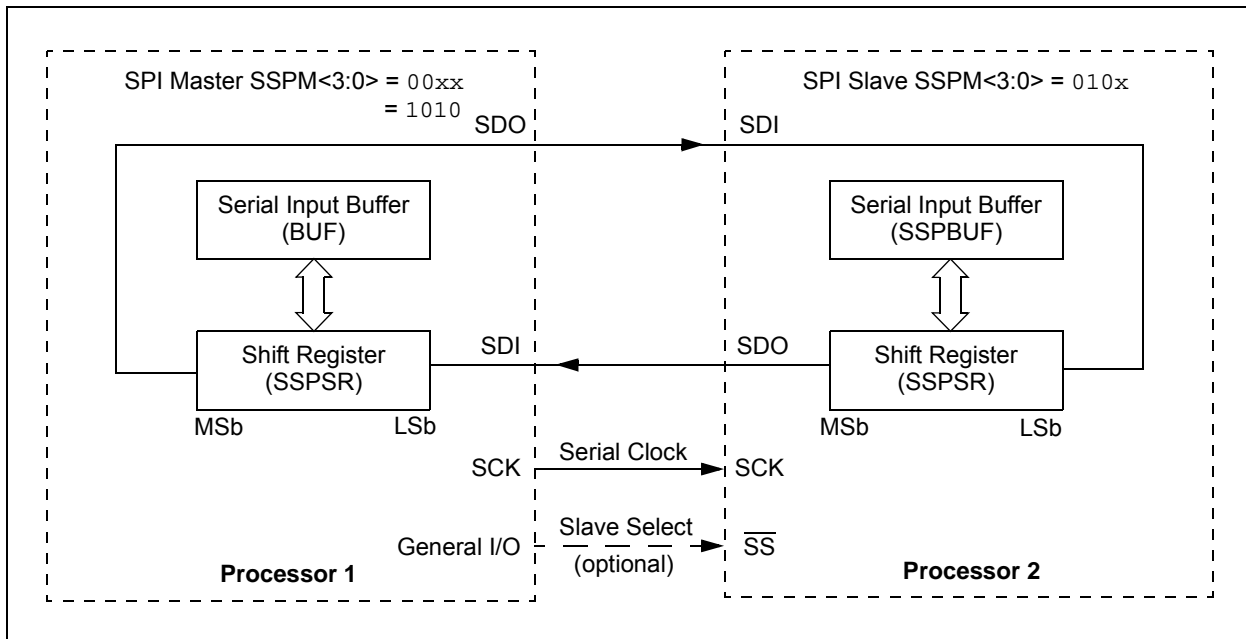 SPI Master SSPM<3:0> = 00xx
= 1010
SDO
Serial Input Buffer
(BUF)
Shift Register
(SSPSR)
MSb
LSb
SDI
SCK
General I/O
Processor 1
Serial Clock
Slave Select
(optional)
SPI Slave SSPM<3:0> = 010x
SDI
Serial Input Buffer
(SSPBUF)
SDO
Shift Register
(SSPSR)
MSb
LSb
SCK
S̅S̅
Processor 2